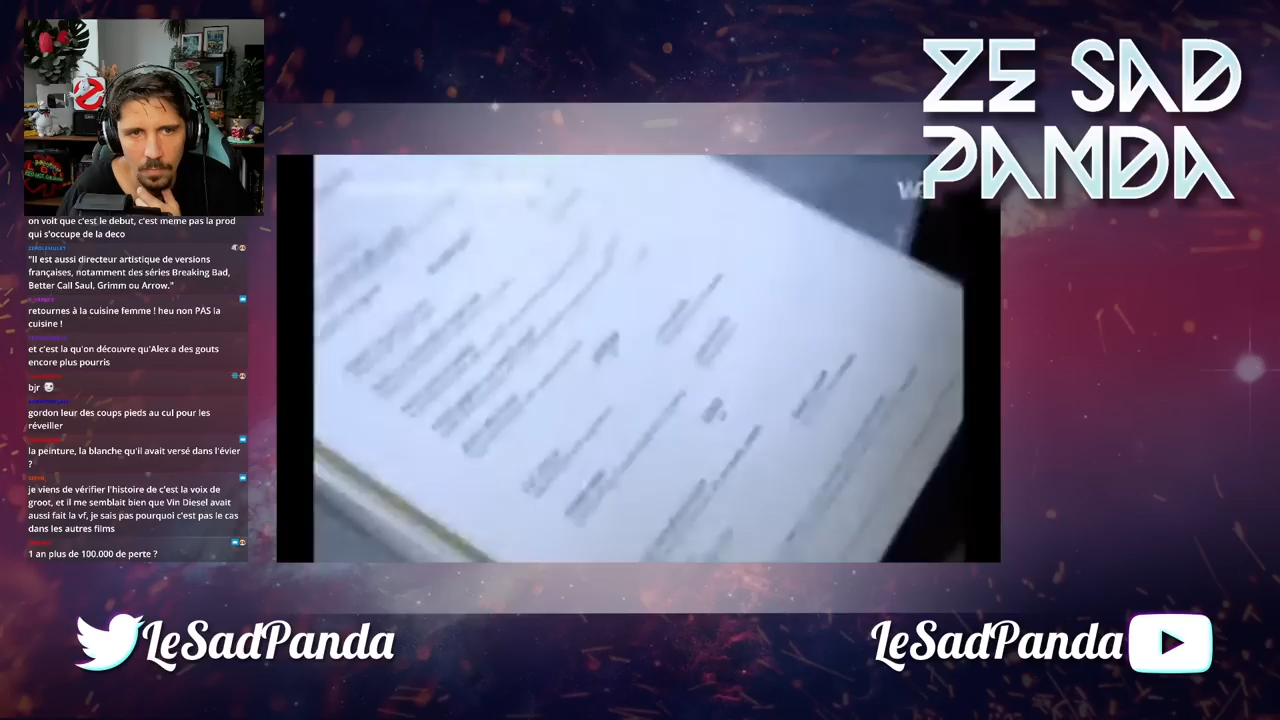 ZE SAD
PANDA
on voit que c'est le debut, c'est meme pas la prod
qui s'occupe de la deco
"Il est aussi directeur artistique de versions
françaises, notamment des séries Breaking Bad,
Better Call Saul, Grimm ou Arrow."
retournes à la cuisine femme ! heu non PAS la
cuisine !
et c'est la qu'on découvre qu'Alex a des gouts
encore plus pourris
bjr
gordon leur des coups pieds au cul pour les
réveiller
la peinture, la blanche qu'il avait versé dans l'évier
?
je viens de vérifier l'histoire de c'est la voix de
groot, et il me semblait bien que Vin Diesel avait
aussi fait la vf, je sais pas pourquoi c'est pas le cas
dans les autres films
1 an plus de 100.000 de perte ?
LeSadPanda
LeSadPanda